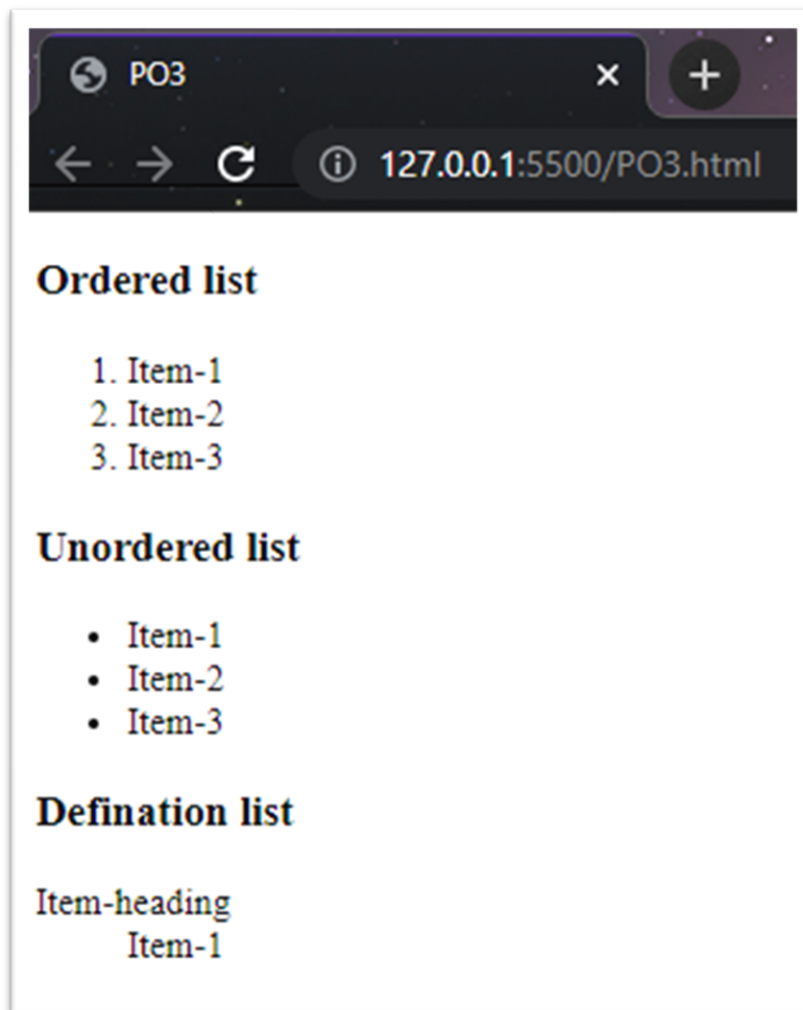 PO3
127.0.0.1:5500/PO3.html
Ordered list
1. Item-1
2. Item-2
3. Item-3
Unordered list
• Item-1
• Item-2
• Item-3
Defination list
Item-heading
Item-1